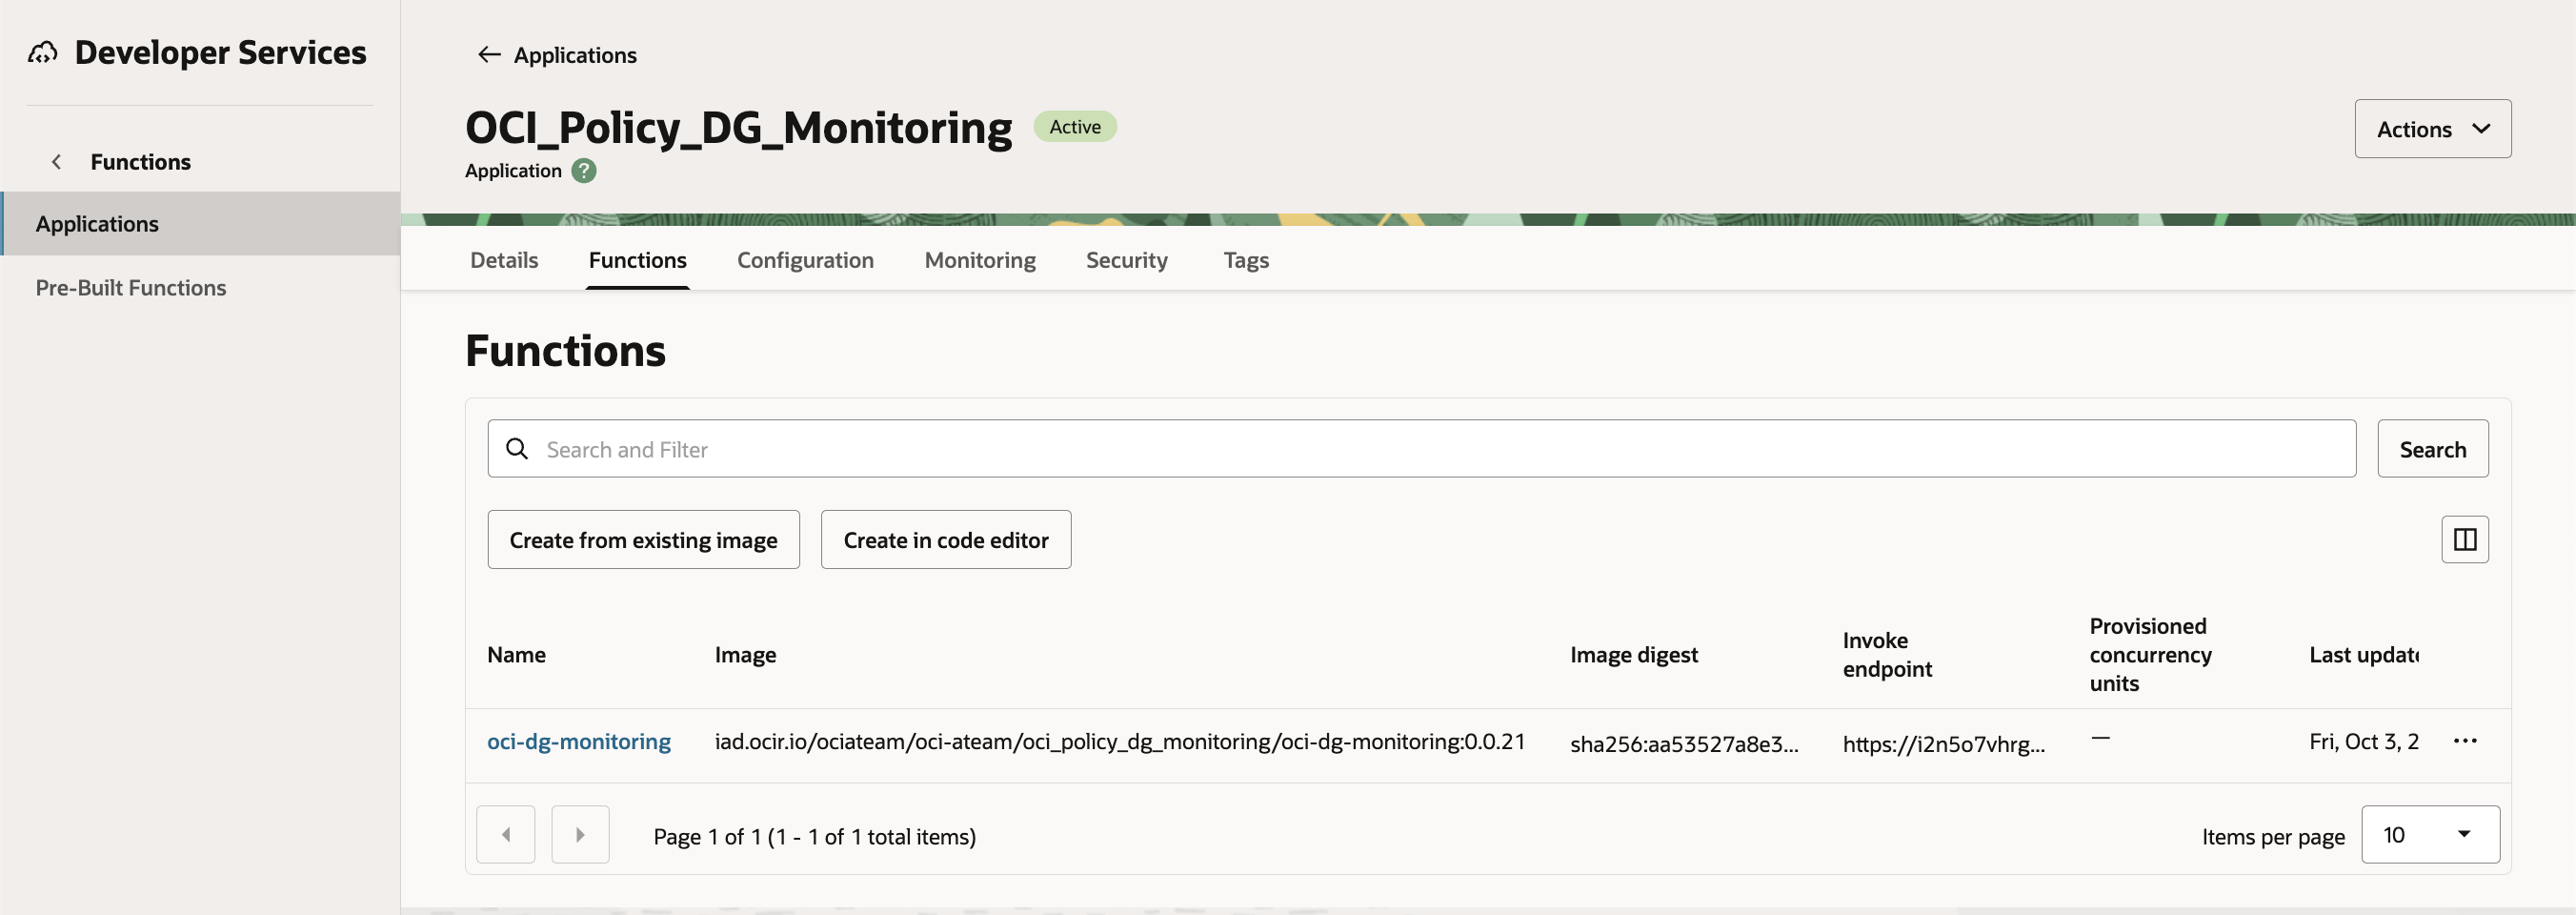 Developer Services
Functions
Applications
Pre-Built Functions
Applications
OCI_Policy_DG_Monitoring Active
Application ?
Actions
Details Functions Configuration Monitoring Security Tags
Functions
Search and Filter
Search
Create from existing image Create in code editor
Name Image Image digest Invoke endpoint Provisioned concurrency units Last update
oci-dg-monitoring iad.ocir.io/ociateam/oci-ateam/oci_policy_dg_monitoring/oci-dg-monitoring:0.0.21 sha256:aa53527a8e3... https://i2n5o7vhrg... — Fri, Oct 3, 2 ...
Page 1 of 1 (1 - 1 of 1 total items) Items per page 10